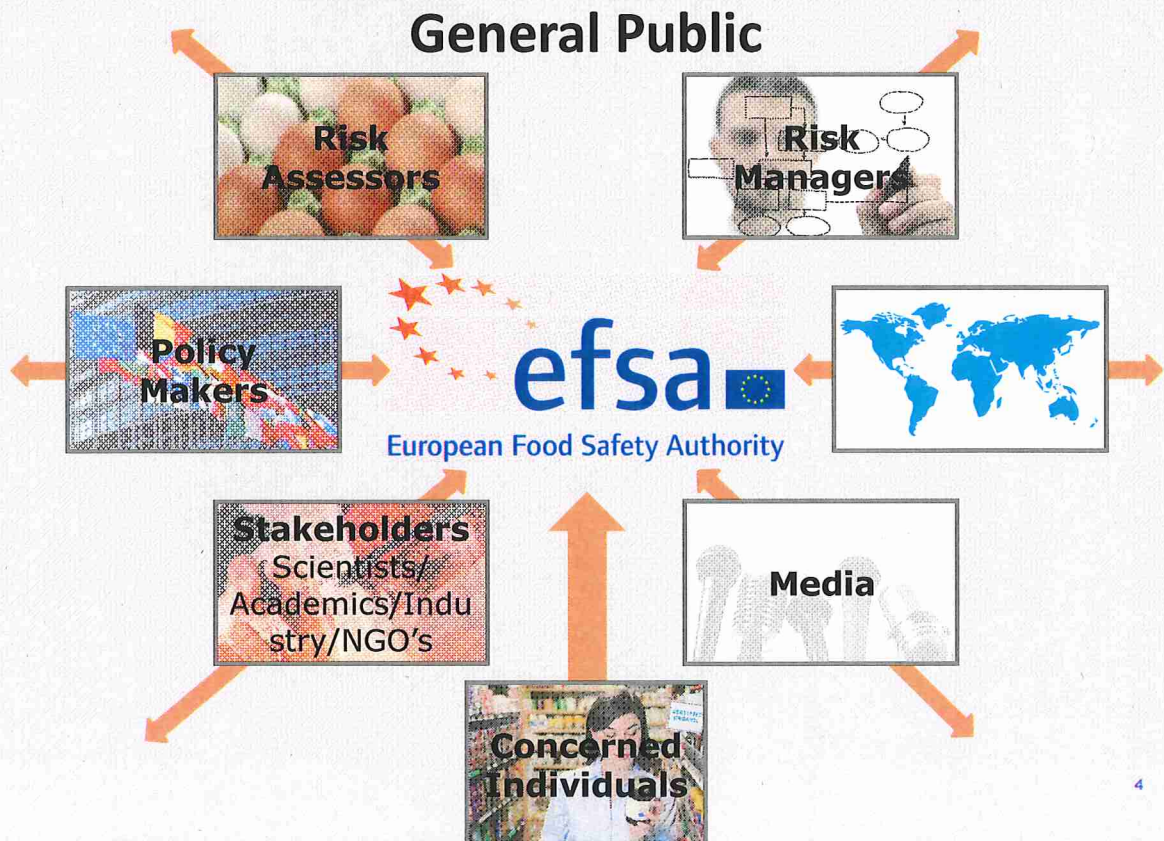 General Public
Risk
Assessors
Risk
Managers
Policy
Makers
efsa
European Food Safety Authority
Stakeholders
Scientists/
Academics/Indu
stry/NGO's
Media
Concerned
Individuals
4